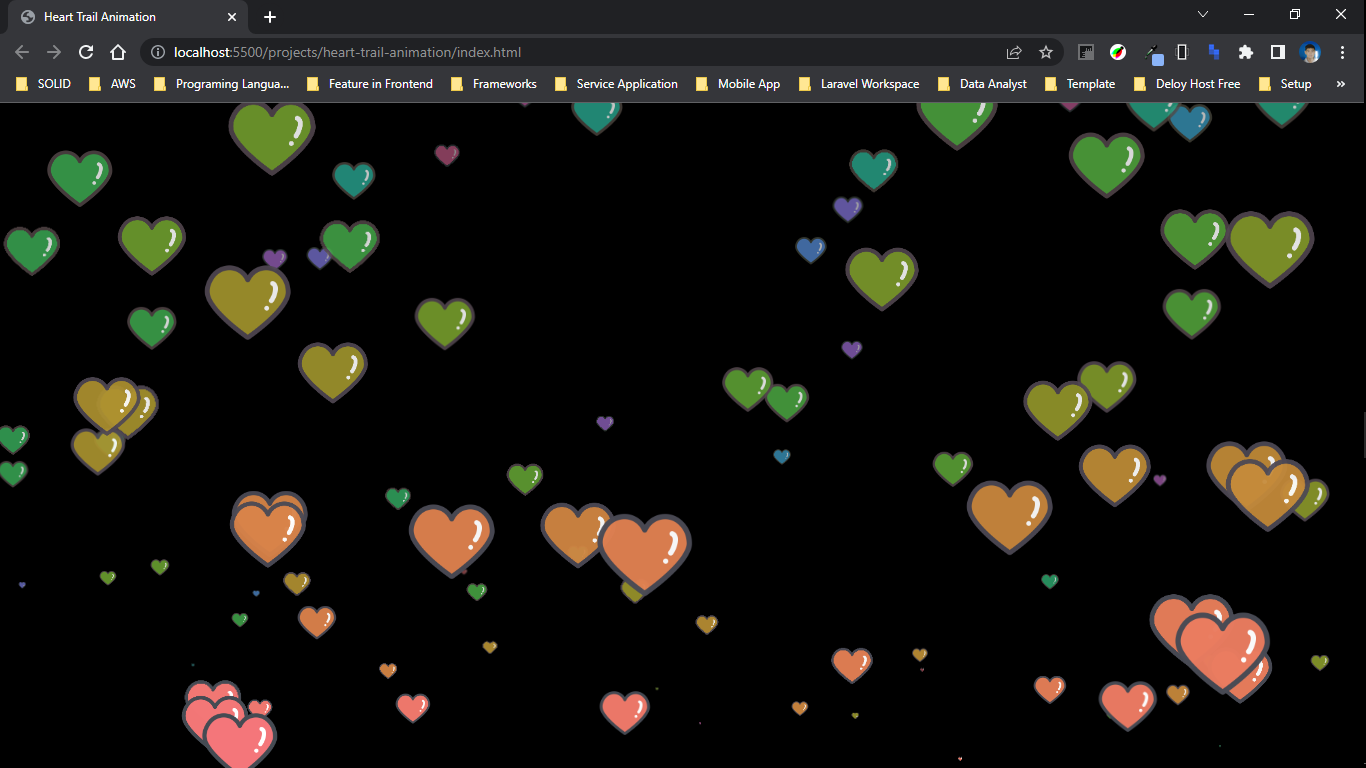 Heart Trail Animation
localhost:5500/projects/heart-trail-animation/index.html
SOLID AWS Programing Langua... Feature in Frontend Frameworks Service Application Mobile App Laravel Workspace Data Analyst Template Deloy Host Free Setup »